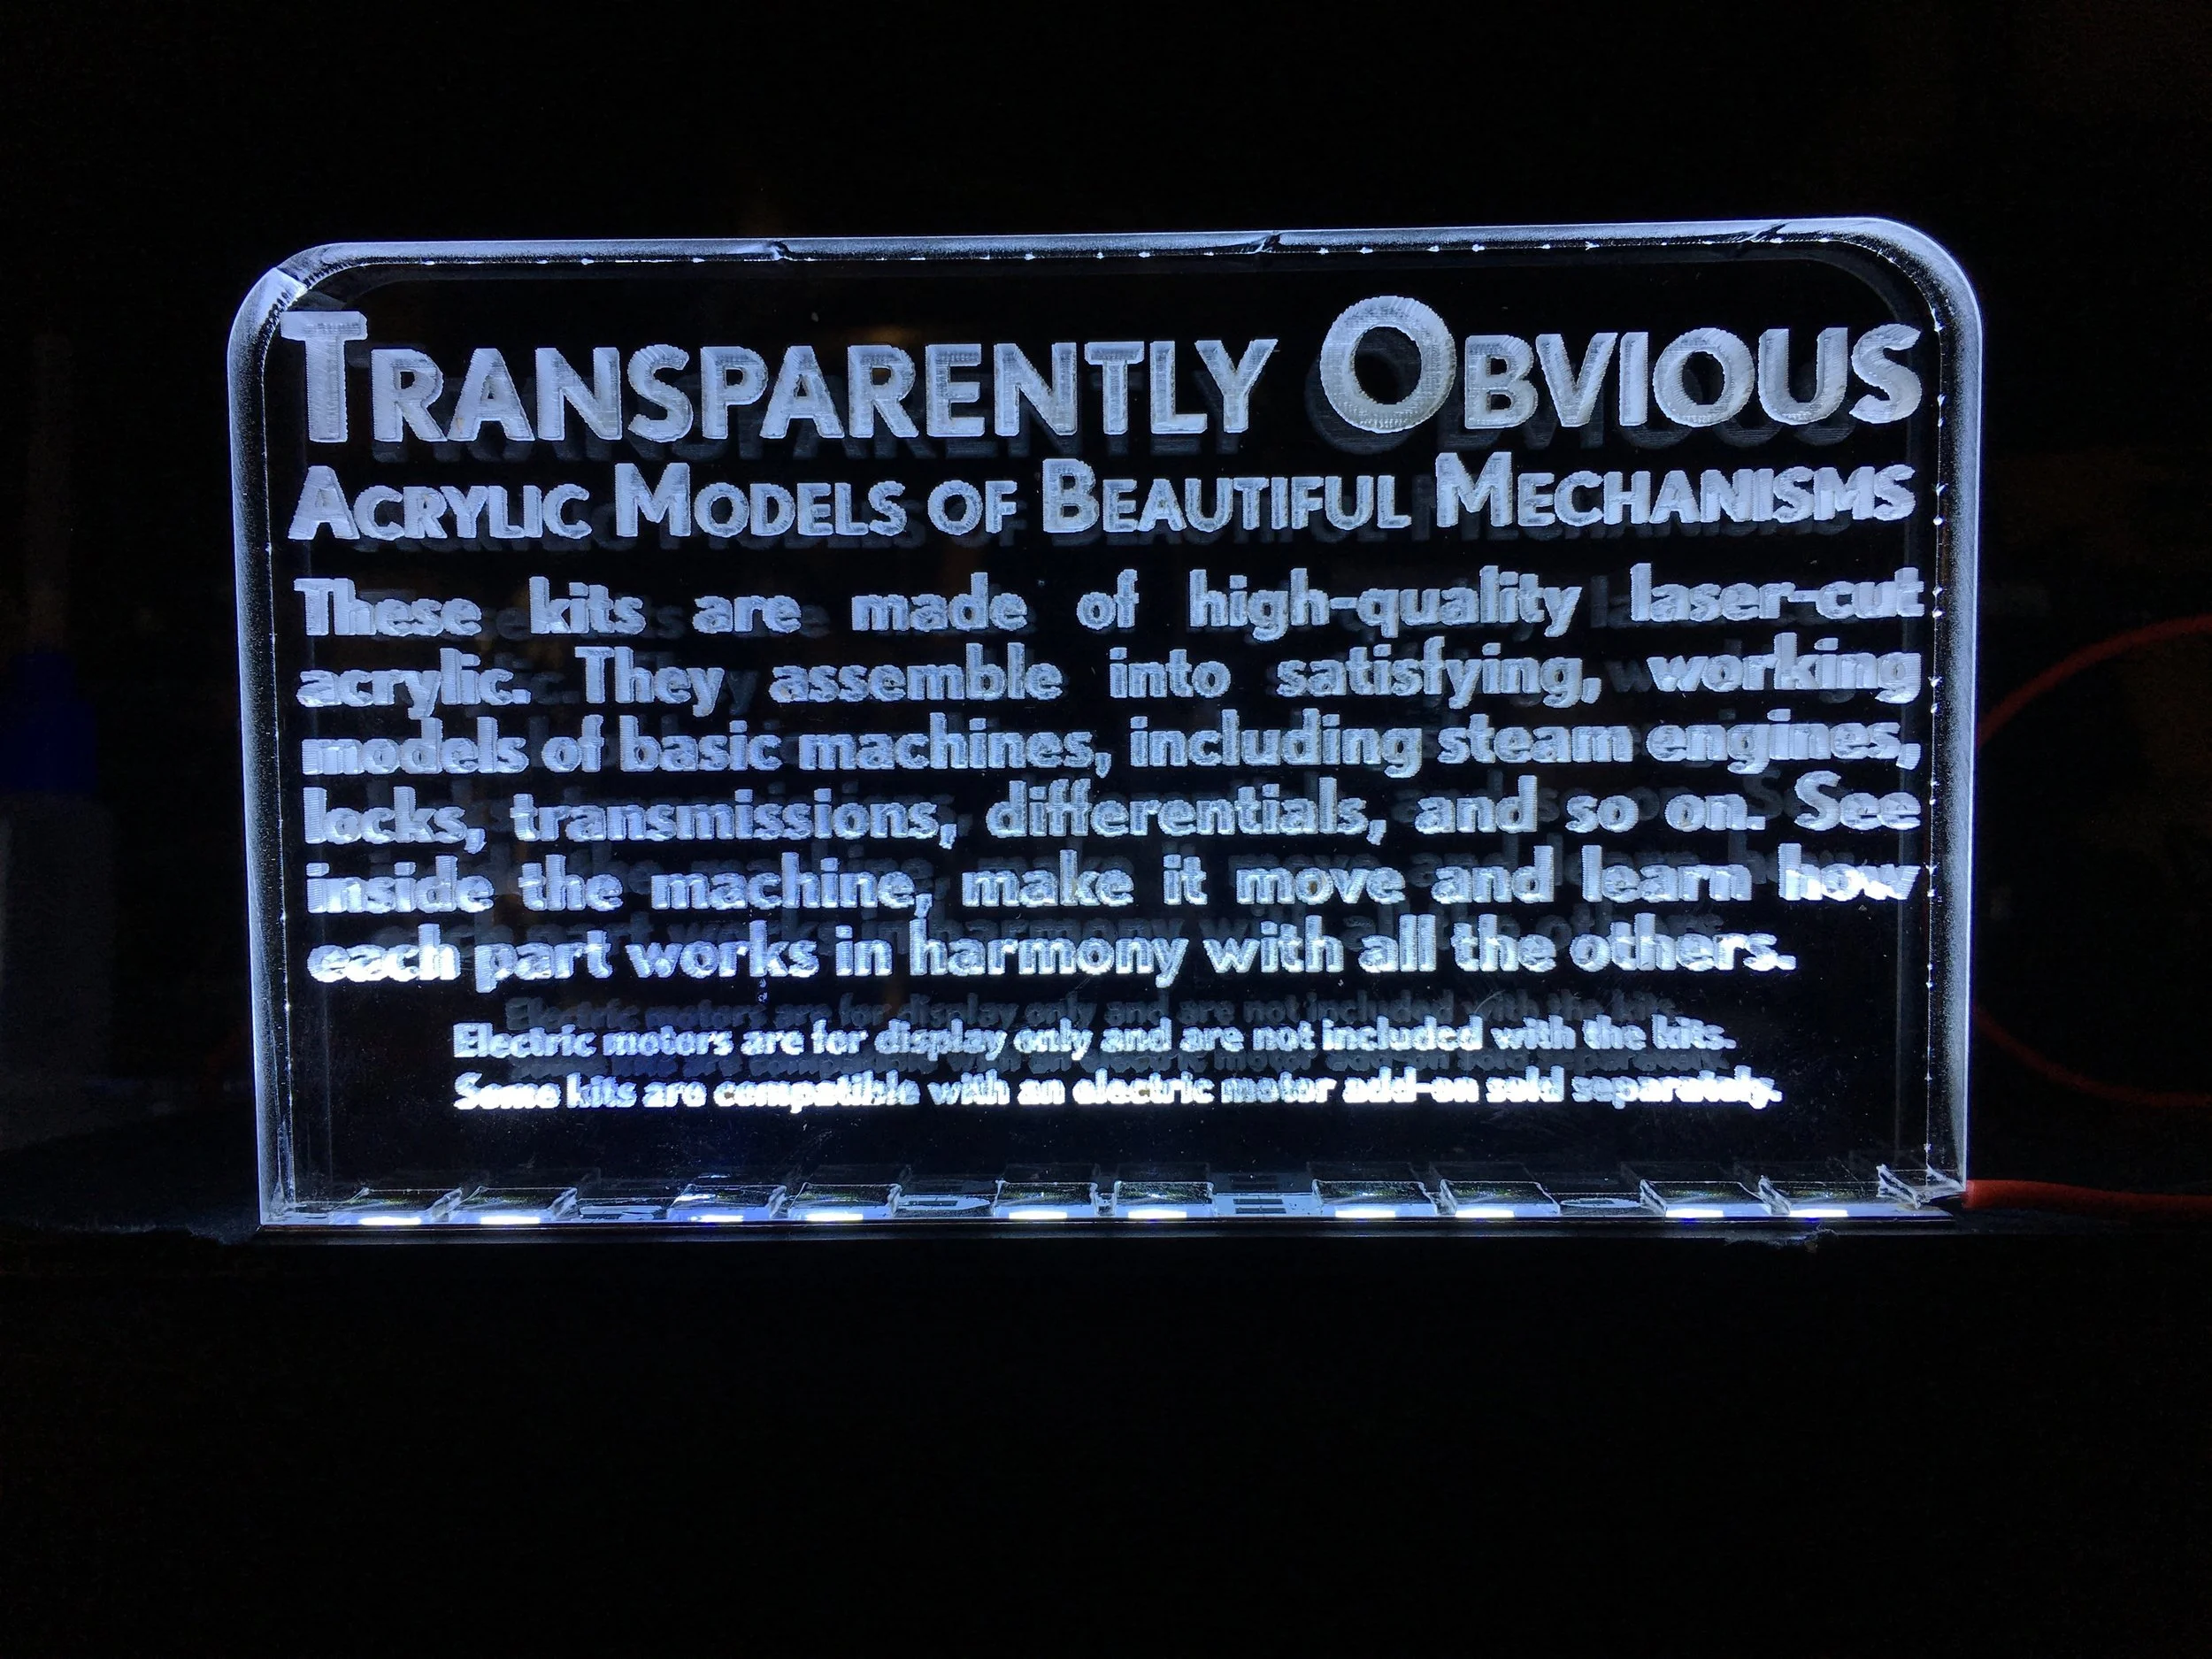 TRANSPARENTLY OBVIOUS
ACRYLIC MODELS OF BEAUTIFUL MECHANISMS
These kits are made of high-quality laser-cut
acrylic. They assemble into satisfying, working
models of basic machines, including steam engines,
locks, transmissions, differentials, and so on. See
inside the machine, make it move and learn how
each part works in harmony with all the others.
Electric motors are for display only and are not included with the kits.
Some kits are compatible with an electric motor add-on sold separately.